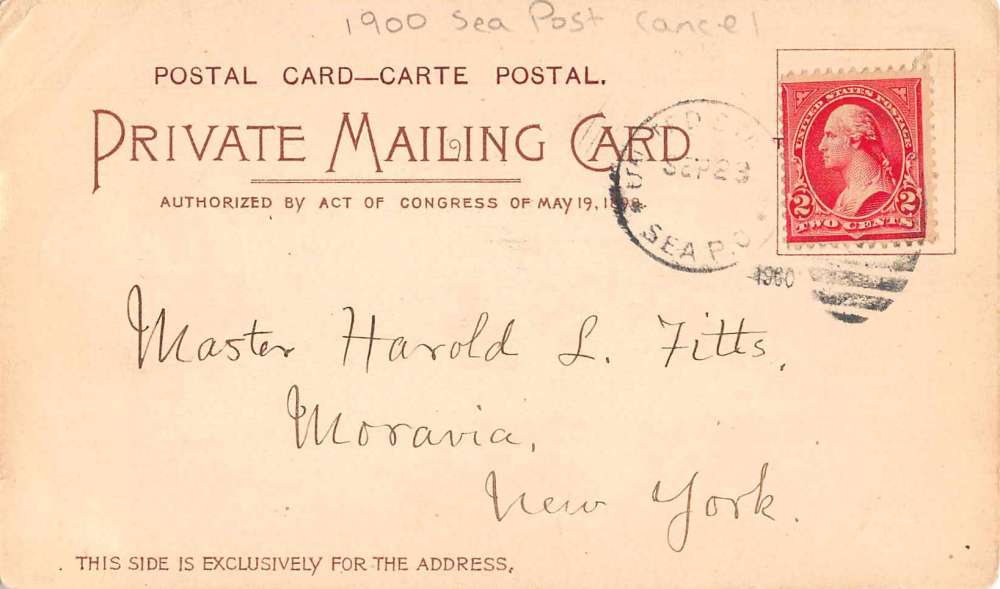 1900 Sea Post Cancel
POSTAL CARD—CARTE POSTAL.
PRIVATE MAILING CARD
AUTHORIZED BY ACT OF CONGRESS OF MAY 19, 1898.
UNITED STATES POSTAGE
2 2
TWO CENTS
SEP 23
SEA P.O
1900
Master Harold L. Fitts,
Moravia,
New York.
THIS SIDE IS EXCLUSIVELY FOR THE ADDRESS.